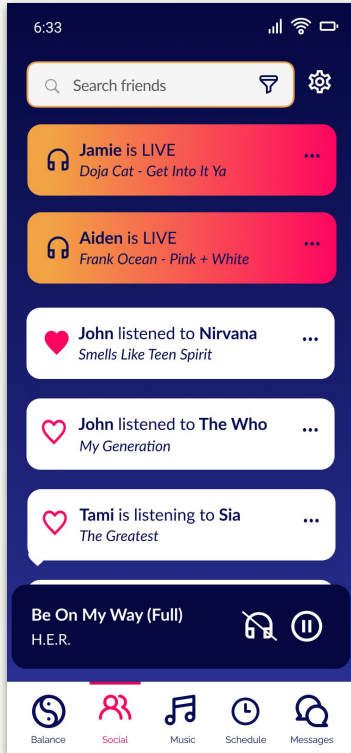 6:33
Search friends
Jamie is LIVE
Doja Cat - Get Into It Ya
Aiden is LIVE
Frank Ocean - Pink + White
John listened to Nirvana
Smells Like Teen Spirit
John listened to The Who
My Generation
Tami is listening to Sia
The Greatest
Be On My Way (Full)
H.E.R.
Balance Social Music Schedule Messages